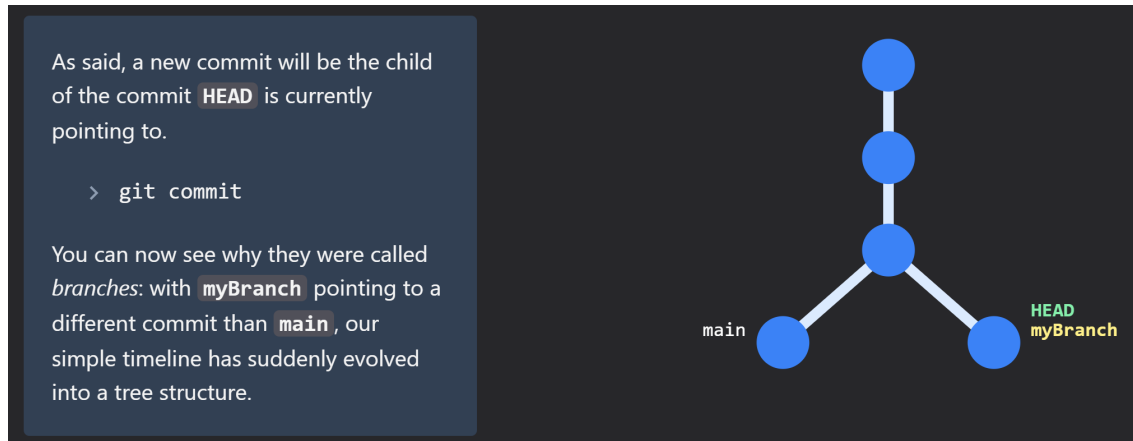 As said, a new commit will be the child
of the commit HEAD is currently
pointing to.
> git commit
You can now see why they were called
branches: with myBranch pointing to a
different commit than main, our
simple timeline has suddenly evolved
into a tree structure.
main
HEAD
myBranch